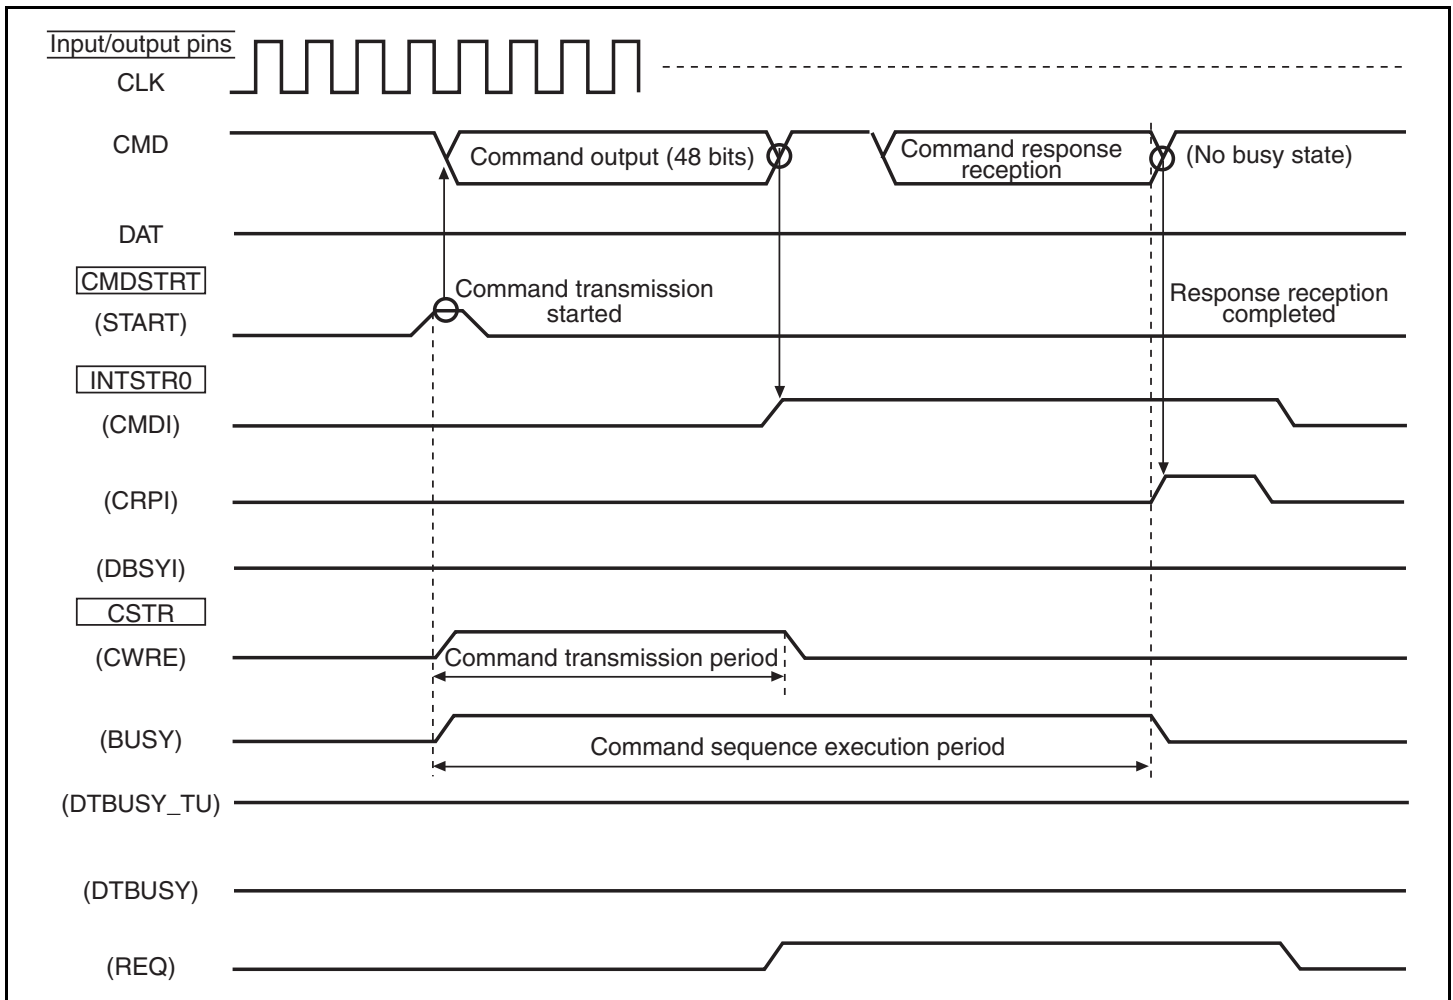 Input/output pins
CLK
CMD
Command output (48 bits)
Command response
reception
(No busy state)
DAT
CMDSTRT
(START)
Command transmission
started
Response reception
completed
INTSTR0
(CMDI)
(CRPI)
(DBSYI)
CSTR
(CWRE)
Command transmission period
(BUSY)
Command sequence execution period
(DTBUSY_TU)
(DTBUSY)
(REQ)